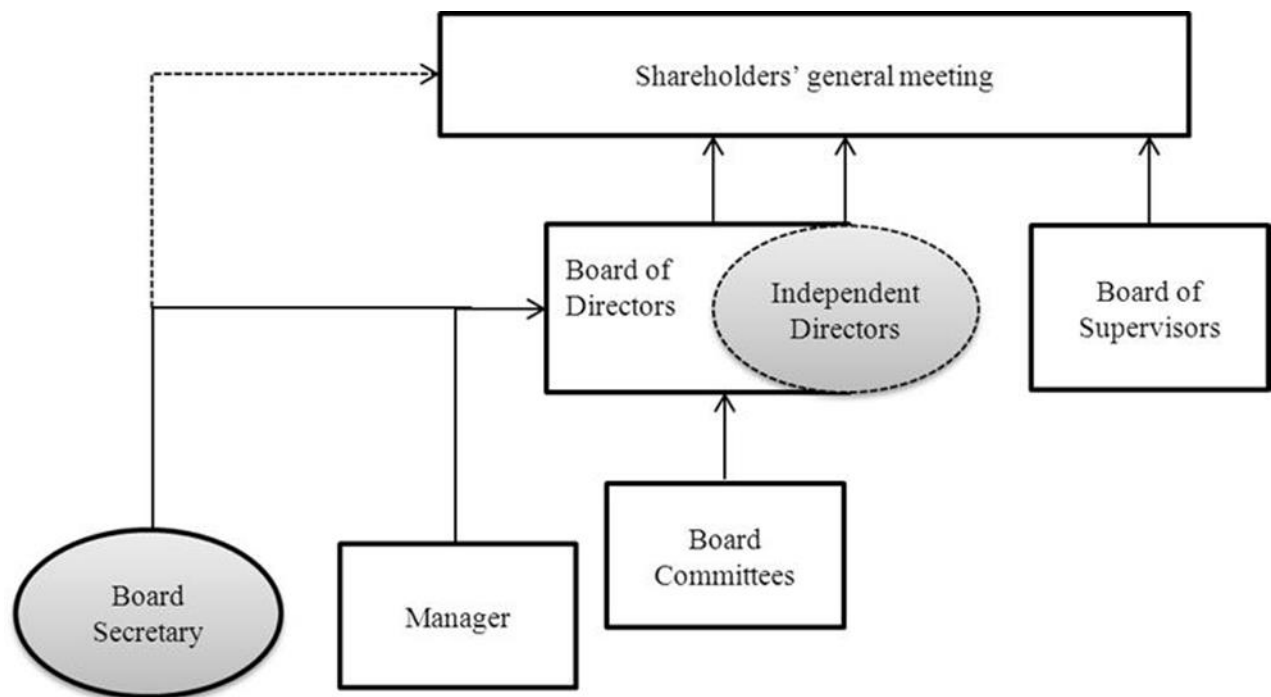 Shareholders’ general meeting
Board of
Directors
Independent
Directors
Board of
Supervisors
Board
Committees
Board
Secretary
Manager